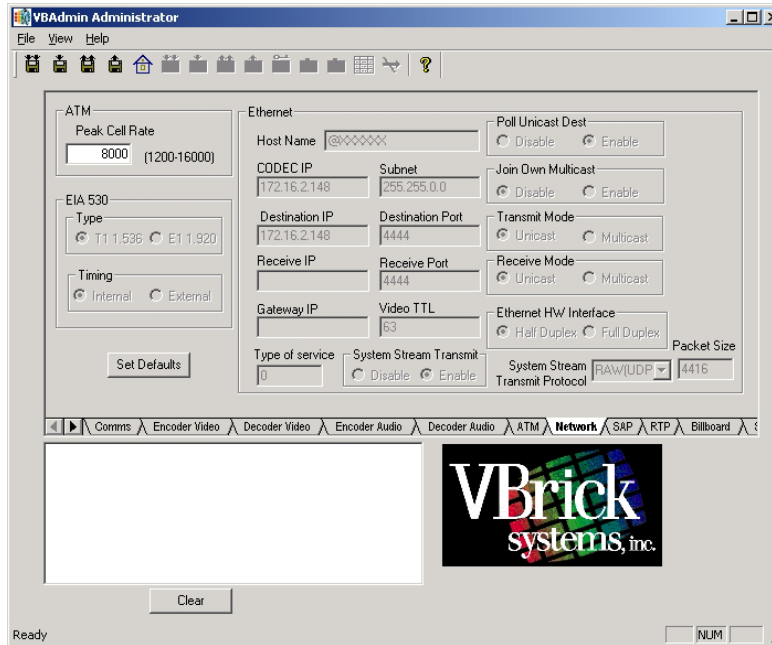 VBAdmin Administrator
File View Help
ATM
Peak Cell Rate
8000 (1200-16000)
EIA 530
Type
T1 1.536 E1 1.920
Timing
Internal External
Set Defaults
Ethernet
Host Name @XXXXXX
CODEC IP Subnet
172.16.2.148 255.255.0.0
Destination IP Destination Port
172.16.2.148 4444
Receive IP Receive Port
4444
Gateway IP Video TTL
63
Type of service
0
System Stream Transmit
Disable Enable
Poll Unicast Dest
Disable Enable
Join Own Multicast
Disable Enable
Transmit Mode
Unicast Multicast
Receive Mode
Unicast Multicast
Ethernet HW Interface
Half Duplex Full Duplex
System Stream
Transmit Protocol RAW(UDP
Packet Size
4416
Comms Encoder Video Decoder Video Encoder Audio Decoder Audio ATM Network SAP RTP Billboard
VBrick
systems, inc.
Clear
Ready NUM